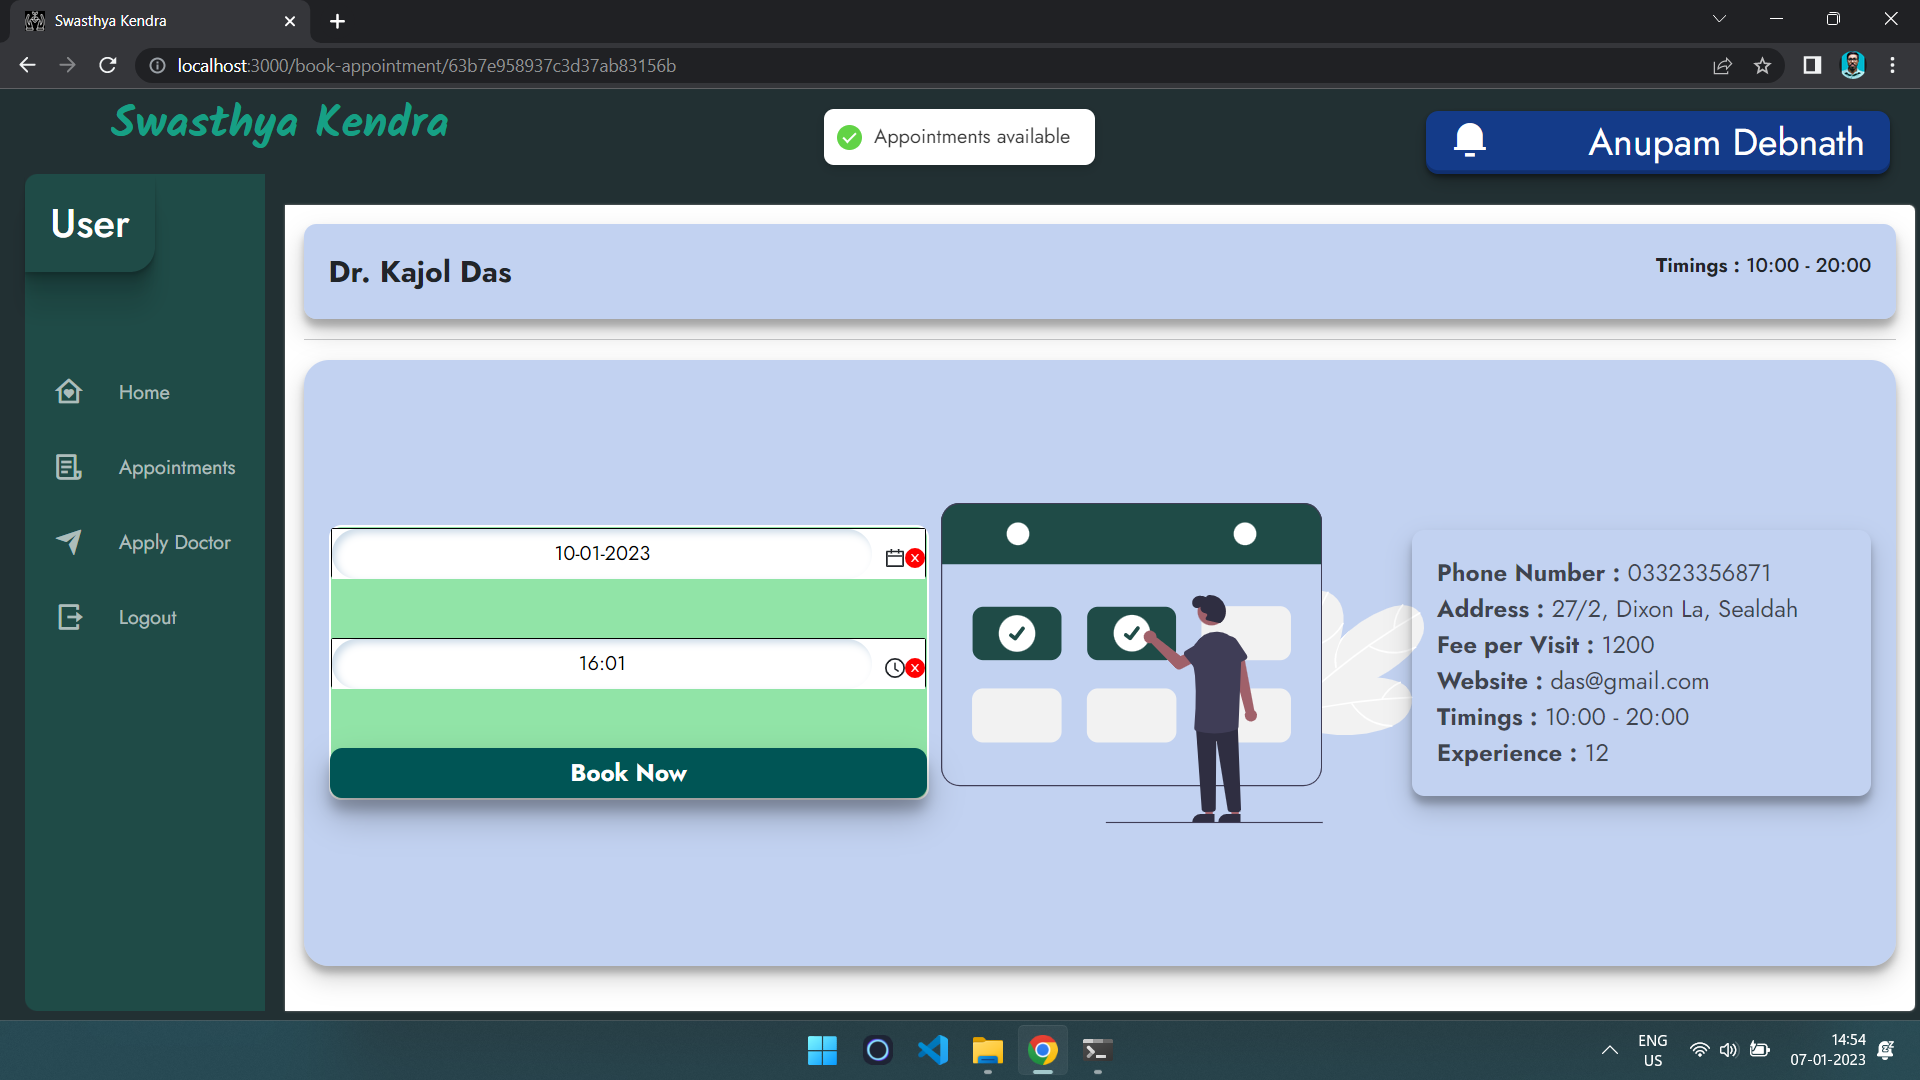 Swasthya Kendra
localhost:3000/book-appointment/63b7e958937c3d37ab83156b
Swasthya Kendra
Appointments available
Anupam Debnath
User
Home
Appointments
Apply Doctor
Logout
Dr. Kajol Das
Timings : 10:00 - 20:00
10-01-2023
16:01
Book Now
Phone Number : 03323356871
Address : 27/2, Dixon La, Sealdah
Fee per Visit : 1200
Website : das@gmail.com
Timings : 10:00 - 20:00
Experience : 12
ENG
US
14:54
07-01-2023